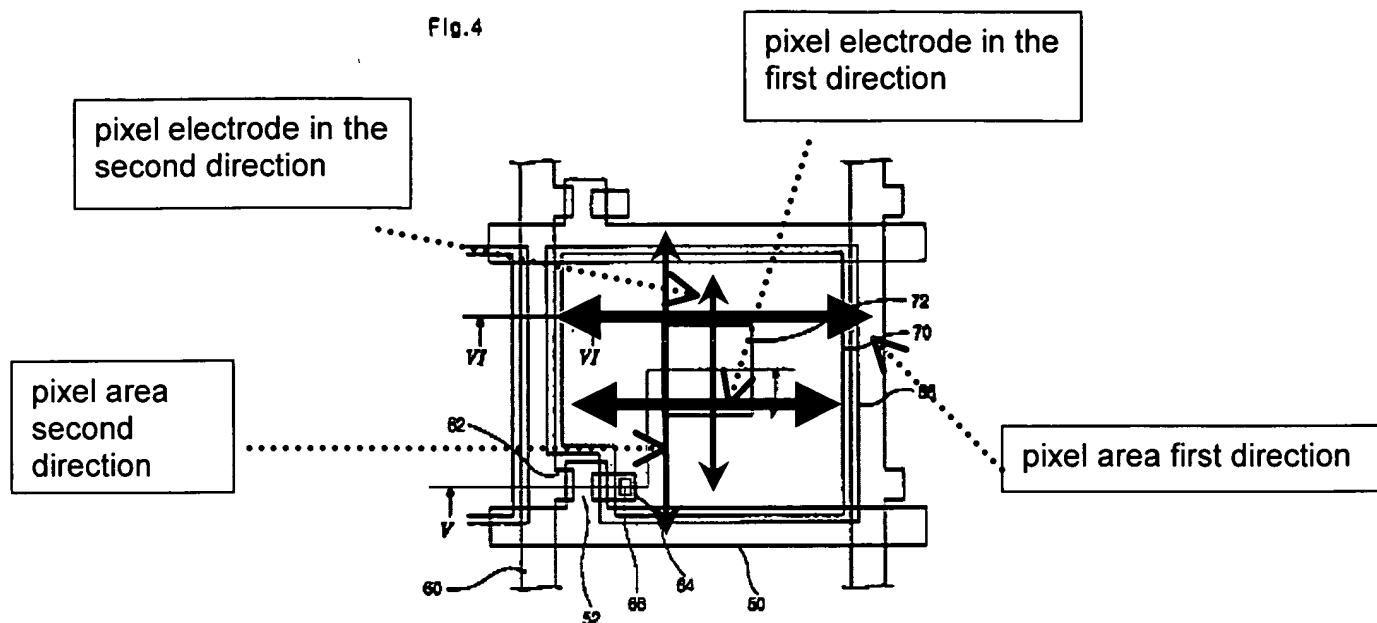 Fig.4
pixel electrode in the
first direction
pixel electrode in the
second direction
72
VI
VI
70
pixel area
second
direction
62
pixel area first direction
V
60
52
66
64
50